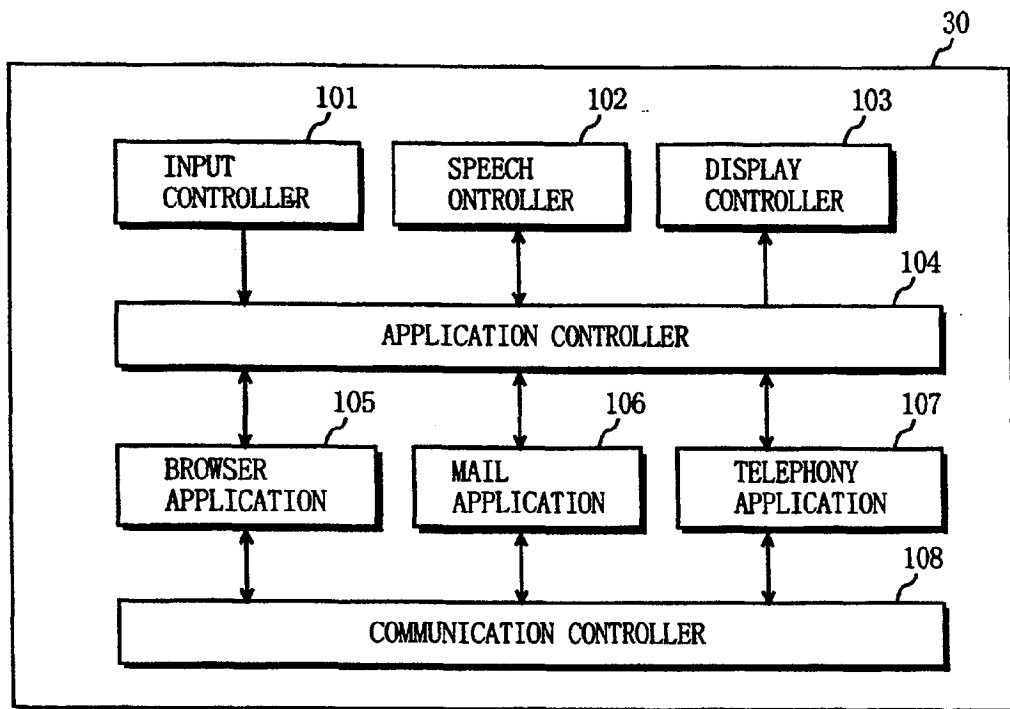 30
101
102
103
INPUT
CONTROLLER
SPEECH
ONTROLLER
DISPLAY
CONTROLLER
104
APPLICATION CONTROLLER
105
106
107
BROWSER
APPLICATION
MAIL
APPLICATION
TELEPHONY
APPLICATION
108
COMMUNICATION CONTROLLER